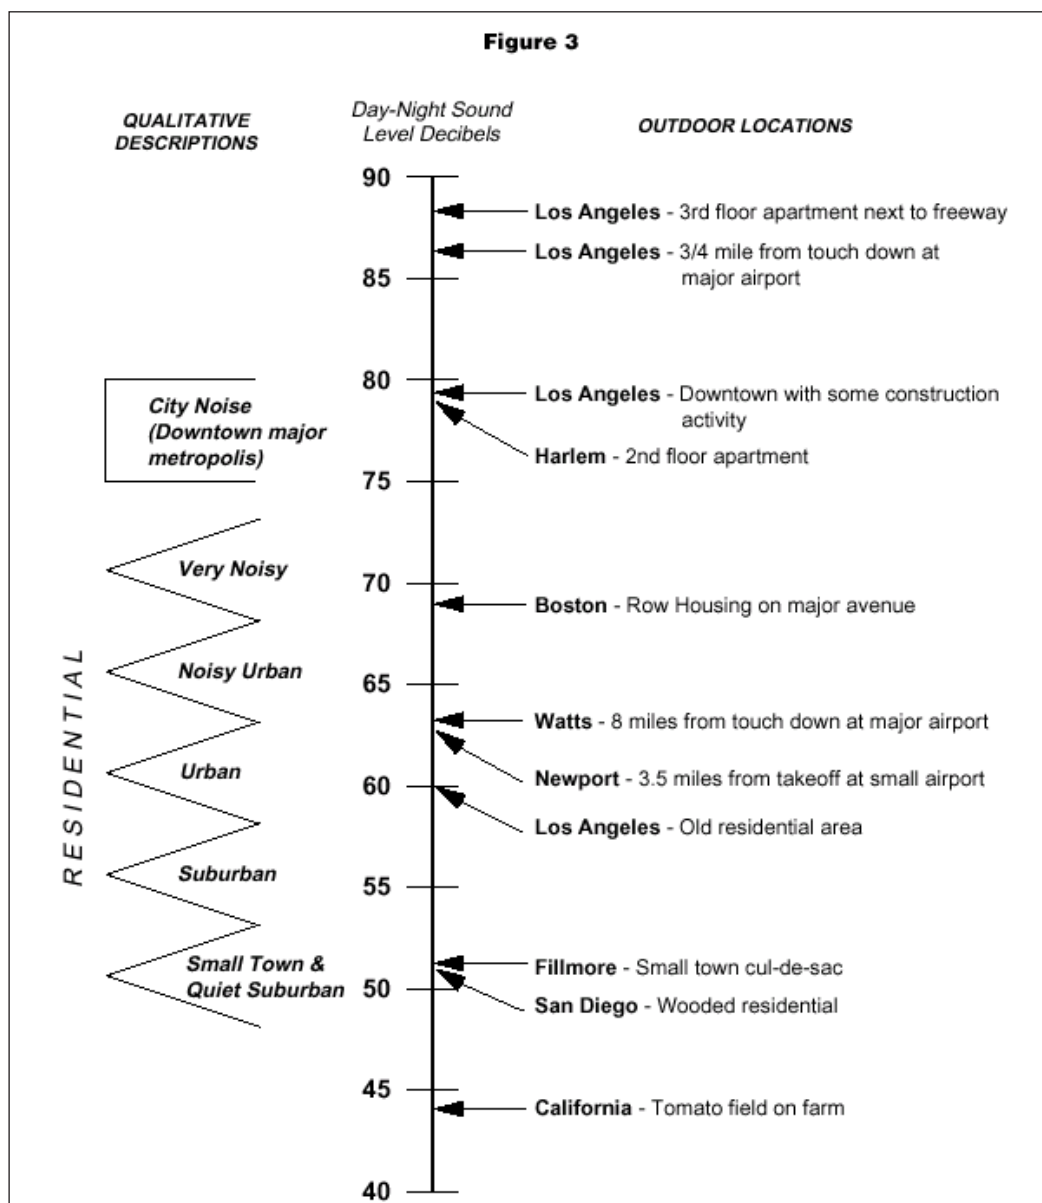 Figure 3
QUALITATIVE
DESCRIPTIONS
Day-Night Sound
Level Decibels
OUTDOOR LOCATIONS
90
Los Angeles - 3rd floor apartment next to freeway
Los Angeles - 3/4 mile from touch down at
major airport
85
80
City Noise
(Downtown major
metropolis)
Los Angeles - Downtown with some construction
activity
Harlem - 2nd floor apartment
75
Very Noisy
70
Boston - Row Housing on major avenue
RESIDENTIAL
Noisy Urban
65
Watts - 8 miles from touch down at major airport
Urban
Newport - 3.5 miles from takeoff at small airport
60
Los Angeles - Old residential area
Suburban
55
Small Town &
Quiet Suburban
Fillmore - Small town cul-de-sac
50
San Diego - Wooded residential
45
California - Tomato field on farm
40